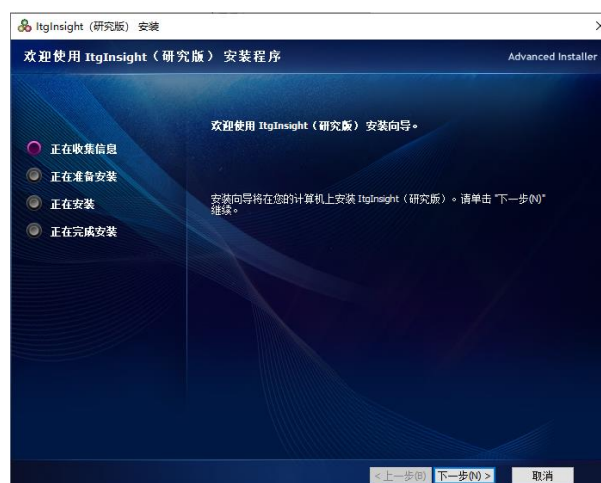 ItgInsight（研究版） 安装
欢迎使用 ItgInsight（研究版） 安装程序
Advanced Installer
欢迎使用 ItgInsight（研究版）安装向导。
正在收集信息
正在准备安装
正在安装
正在完成安装
安装向导将在您的计算机上安装 ItgInsight（研究版）。请单击 "下一步(N)"
继续。
<上一步(B)
下一步(N) >
取消